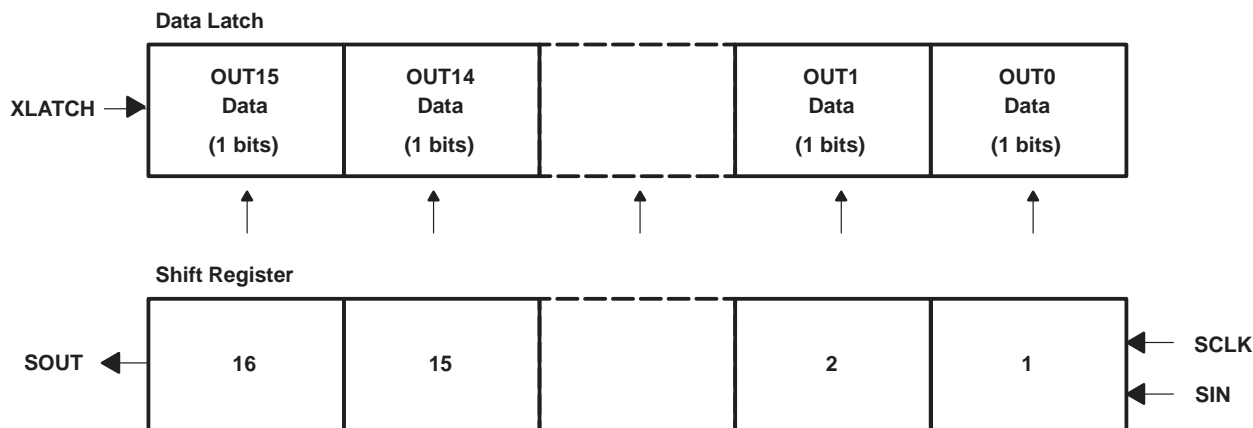 Data Latch
XLATCH
OUT15
Data
(1 bits)
OUT14
Data
(1 bits)
OUT1
Data
(1 bits)
OUT0
Data
(1 bits)
Shift Register
SOUT
16
15
2
1
SCLK
SIN